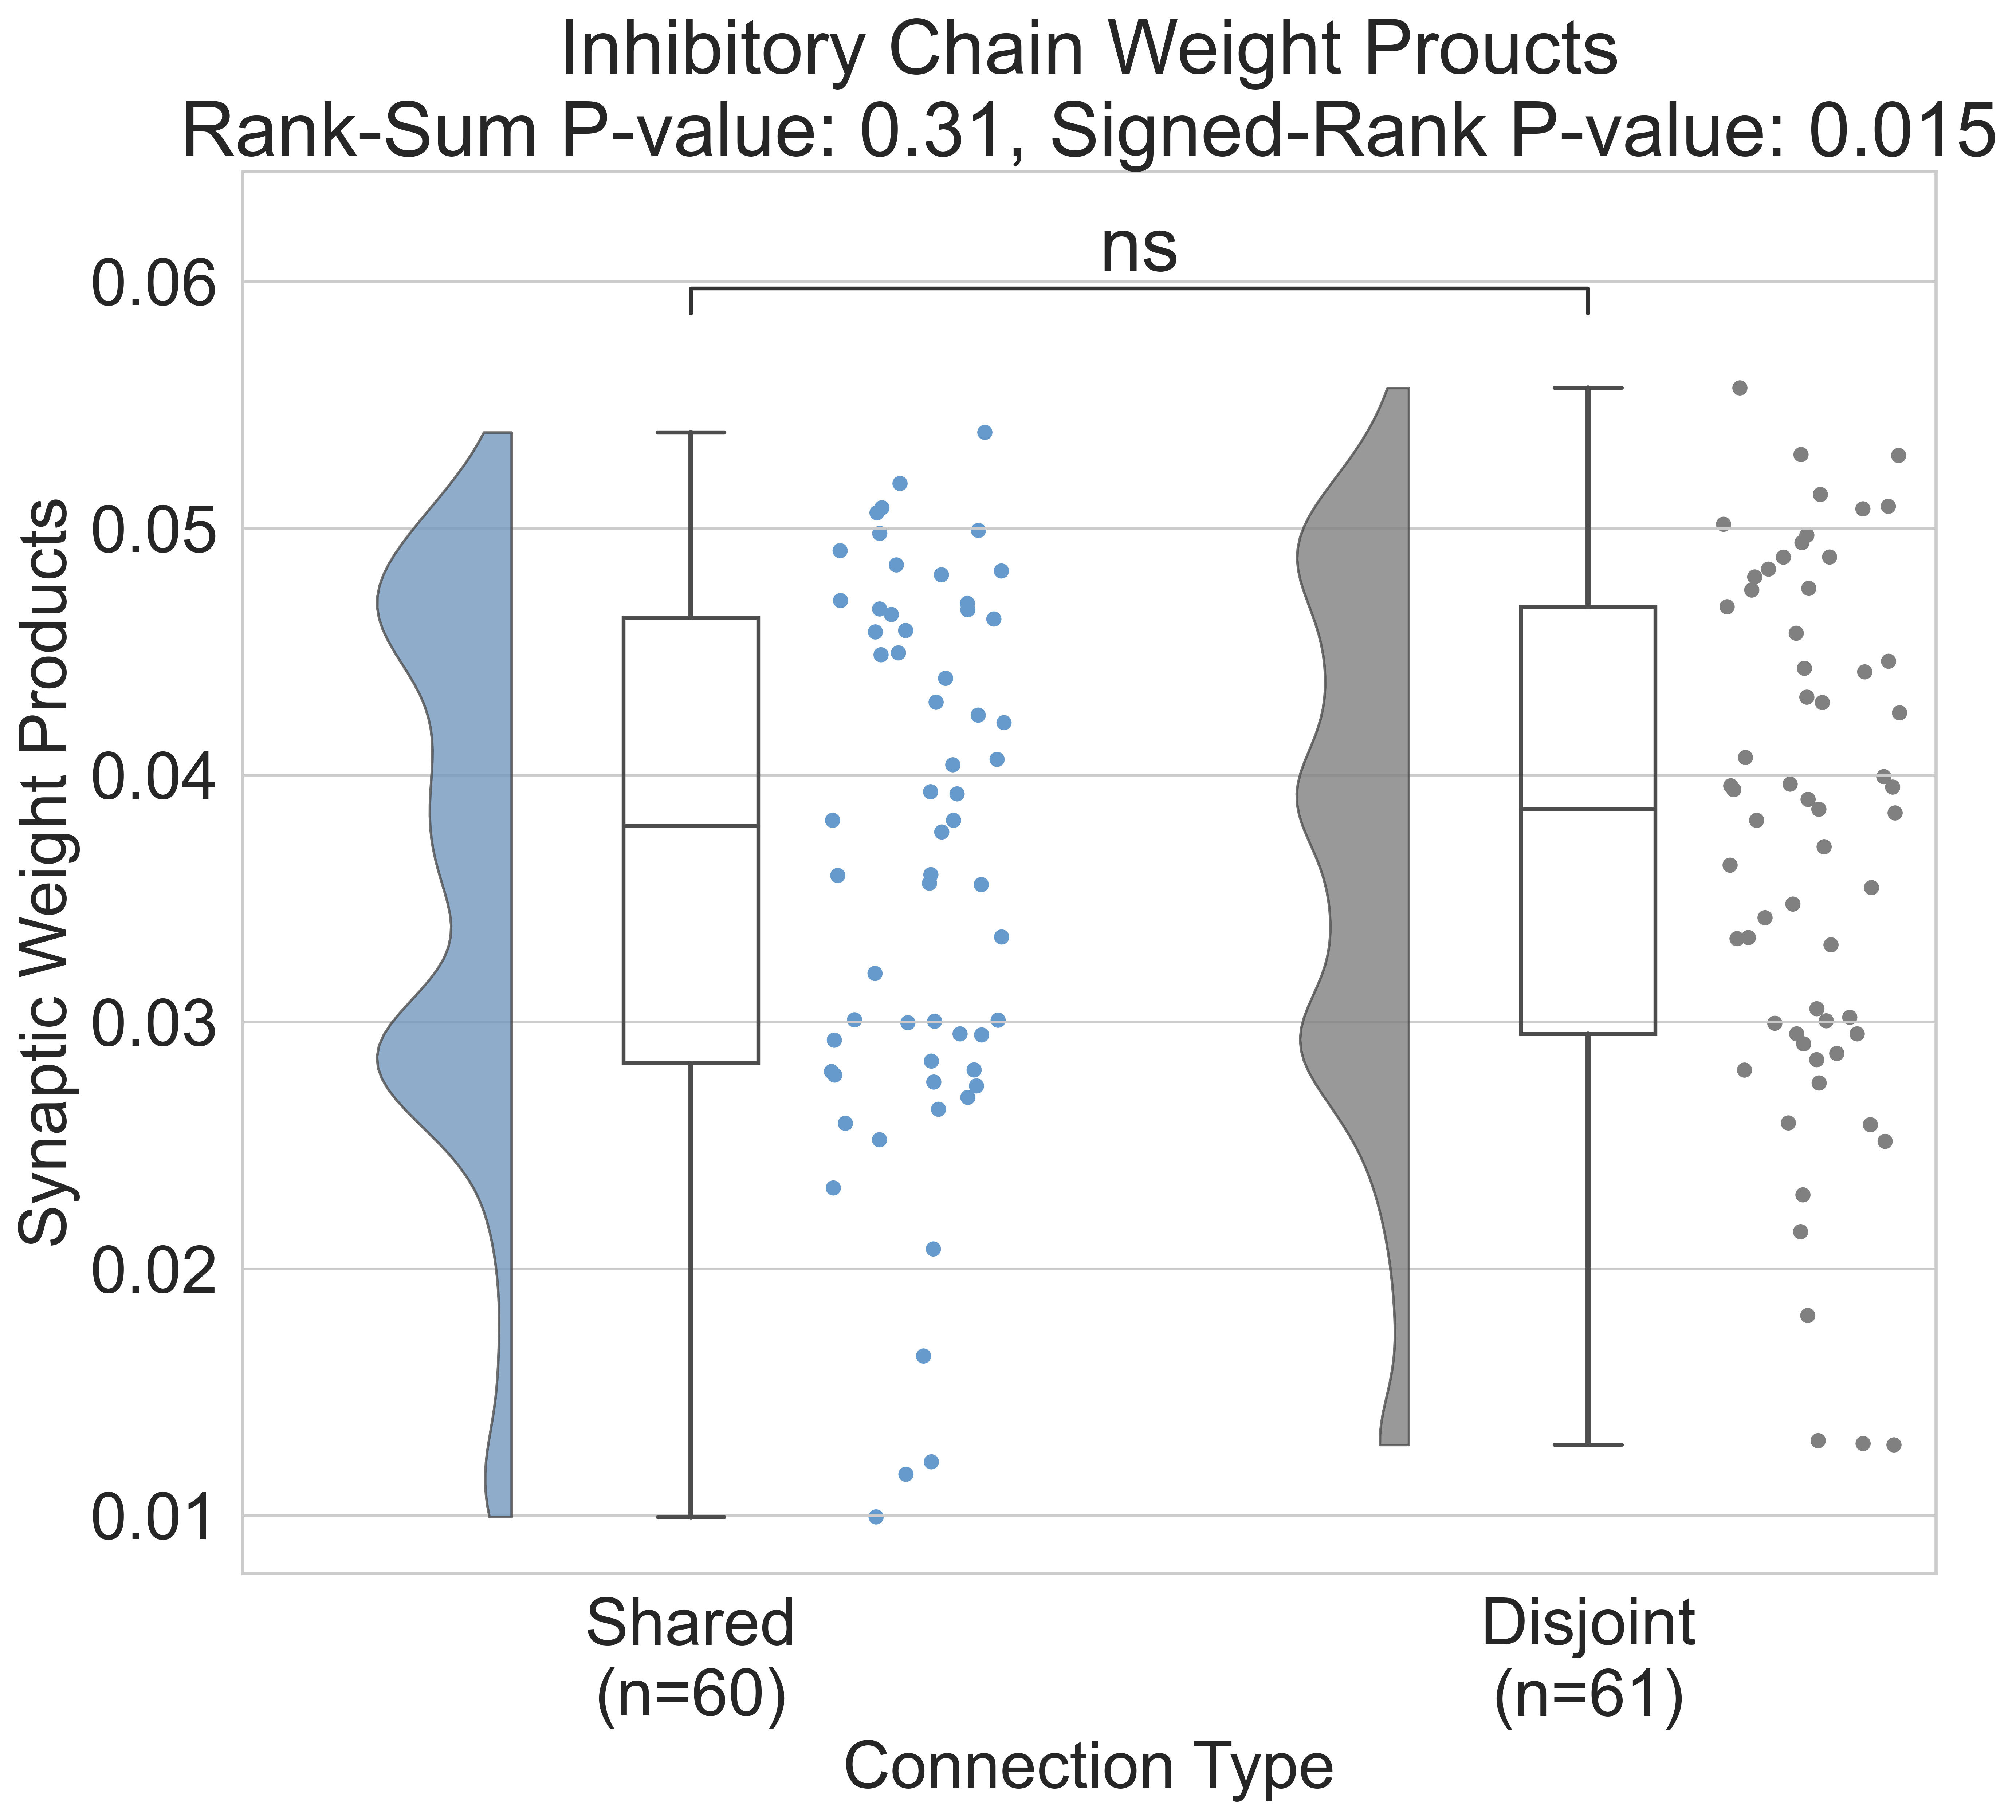 Inhibitory Chain Weight Proucts
Rank-Sum P-value: 0.31, Signed-Rank P-value: 0.015
ns
0.06
0.05
0.04
0.03
0.02
0.01
Synaptic Weight Products
Shared
(n=60)
Disjoint
(n=61)
Connection Type